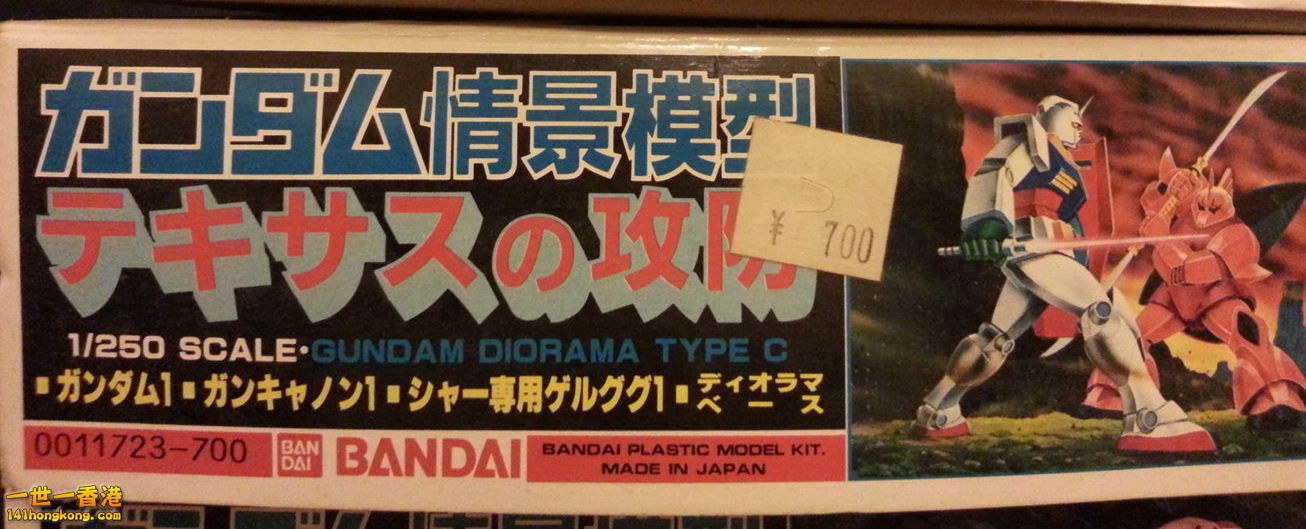 ガンダム情景模型
テキサスの攻防
¥ 700
1/250 SCALE・GUNDAM DIORAMA TYPE C
▪ガンダム1▪ガンキャノン1▪シャー専用ゲルググ1▪ディオラマベース
0011723-700
BAN
DAI
BANDAI
BANDAI PLASTIC MODEL KIT.
MADE IN JAPAN
一世一香港
141hongkong.com